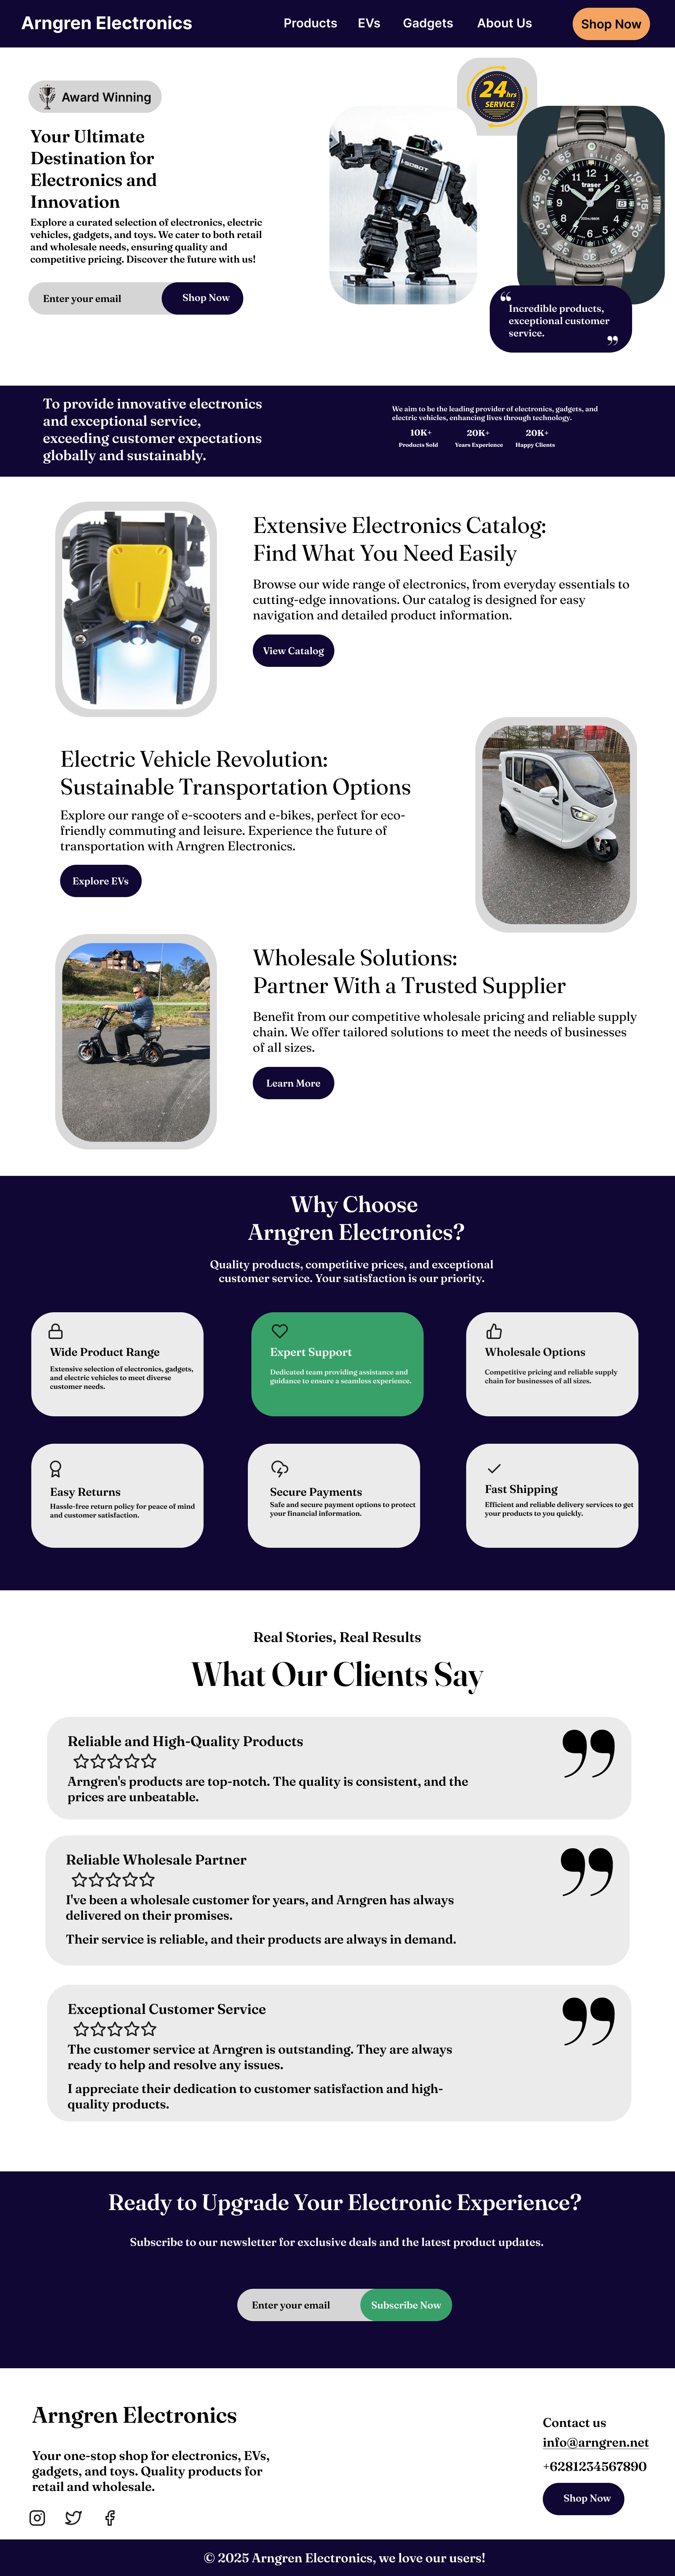 Arngren Electronics
Products EVs Gadgets About Us Shop Now
Award Winning
24 hrs
SERVICE
Your Ultimate
Destination for
Electronics and
Innovation
Explore a curated selection of electronics, electric
vehicles, gadgets, and toys. We cater to both retail
and wholesale needs, ensuring quality and
competitive pricing. Discover the future with us!
Enter your email Shop Now
i-SOBOT
traser
“
Incredible products,
exceptional customer
service.
”
To provide innovative electronics
and exceptional service,
exceeding customer expectations
globally and sustainably.
We aim to be the leading provider of electronics, gadgets, and
electric vehicles, enhancing lives through technology.
10K+ 20K+ 20K+
Products Sold Years Experience Happy Clients
Extensive Electronics Catalog:
Find What You Need Easily
Browse our wide range of electronics, from everyday essentials to
cutting-edge innovations. Our catalog is designed for easy
navigation and detailed product information.
View Catalog
Electric Vehicle Revolution:
Sustainable Transportation Options
Explore our range of e-scooters and e-bikes, perfect for eco-
friendly commuting and leisure. Experience the future of
transportation with Arngren Electronics.
Explore EVs
Wholesale Solutions:
Partner With a Trusted Supplier
Benefit from our competitive wholesale pricing and reliable supply
chain. We offer tailored solutions to meet the needs of businesses
of all sizes.
Learn More
Why Choose
Arngren Electronics?
Quality products, competitive prices, and exceptional
customer service. Your satisfaction is our priority.
Wide Product Range
Extensive selection of electronics, gadgets,
and electric vehicles to meet diverse
customer needs.
Expert Support
Dedicated team providing assistance and
guidance to ensure a seamless experience.
Wholesale Options
Competitive pricing and reliable supply
chain for businesses of all sizes.
Easy Returns
Hassle-free return policy for peace of mind
and customer satisfaction.
Secure Payments
Safe and secure payment options to protect
your financial information.
Fast Shipping
Efficient and reliable delivery services to get
your products to you quickly.
Real Stories, Real Results
What Our Clients Say
Reliable and High-Quality Products
Arngren's products are top-notch. The quality is consistent, and the
prices are unbeatable.
”
Reliable Wholesale Partner
I've been a wholesale customer for years, and Arngren has always
delivered on their promises.
Their service is reliable, and their products are always in demand.
”
Exceptional Customer Service
The customer service at Arngren is outstanding. They are always
ready to help and resolve any issues.
I appreciate their dedication to customer satisfaction and high-
quality products.
”
Ready to Upgrade Your Electronic Experience?
Subscribe to our newsletter for exclusive deals and the latest product updates.
Enter your email Subscribe Now
Arngren Electronics
Your one-stop shop for electronics, EVs,
gadgets, and toys. Quality products for
retail and wholesale.
Contact us
info@arngren.net
+6281234567890
Shop Now
© 2025 Arngren Electronics, we love our users!